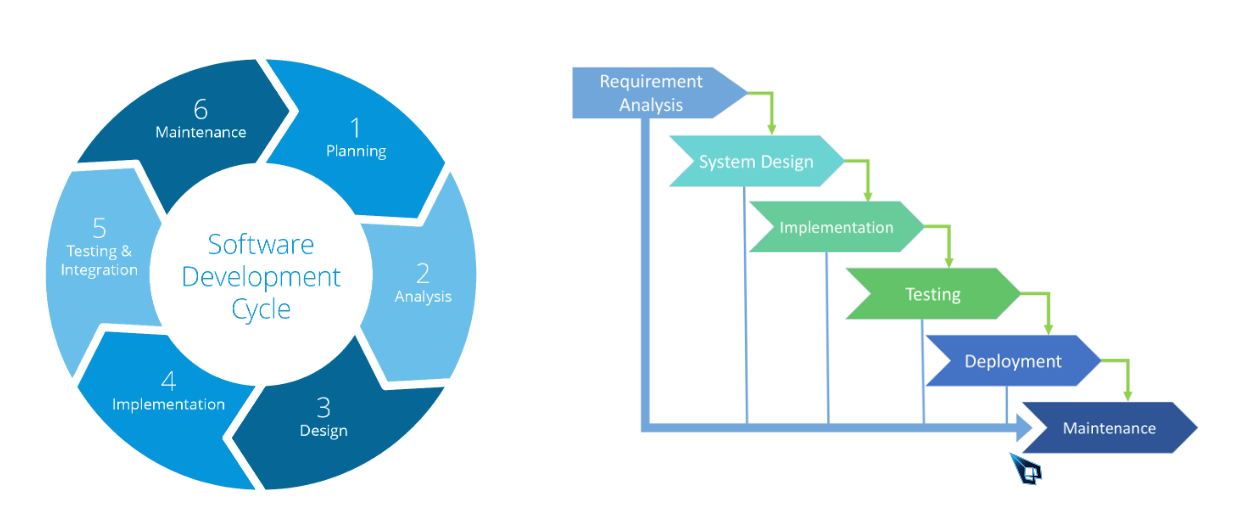 6
Maintenance
1
Planning
5
Testing &
Integration
2
Analysis
4
Implementation
3
Design
Software
Development
Cycle
Requirement
Analysis
System Design
Implementation
Testing
Deployment
Maintenance